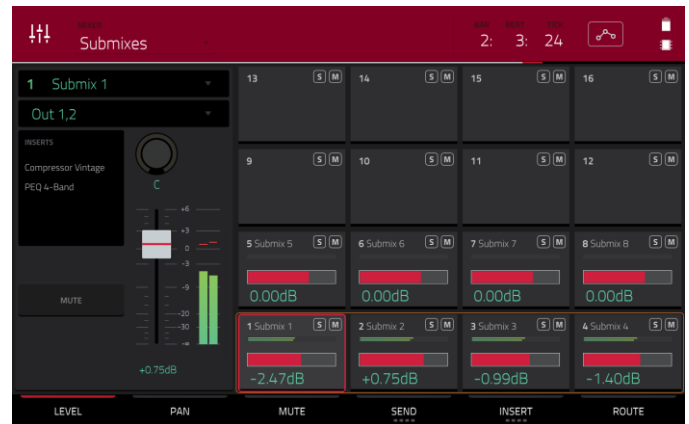 MIXER
Submixes
BAR BEAT TICK
2: 3: 24
1 Submix 1
Out 1,2
INSERTS
Compressor Vintage
PEQ 4-Band
C
+6
+3
0
-3
-9
-20
-30
-∞
MUTE
+0.75dB
13 S M
14 S M
15 S M
16 S M
9 S M
10 S M
11 S M
12 S M
5 Submix 5 S M
6 Submix 6 S M
7 Submix 7 S M
8 Submix 8 S M
0.00dB
0.00dB
0.00dB
0.00dB
1 Submix 1 S M
2 Submix 2 S M
3 Submix 3 S M
4 Submix 4 S M
-2.47dB
+0.75dB
-0.99dB
-1.40dB
LEVEL
PAN
MUTE
SEND
INSERT
ROUTE